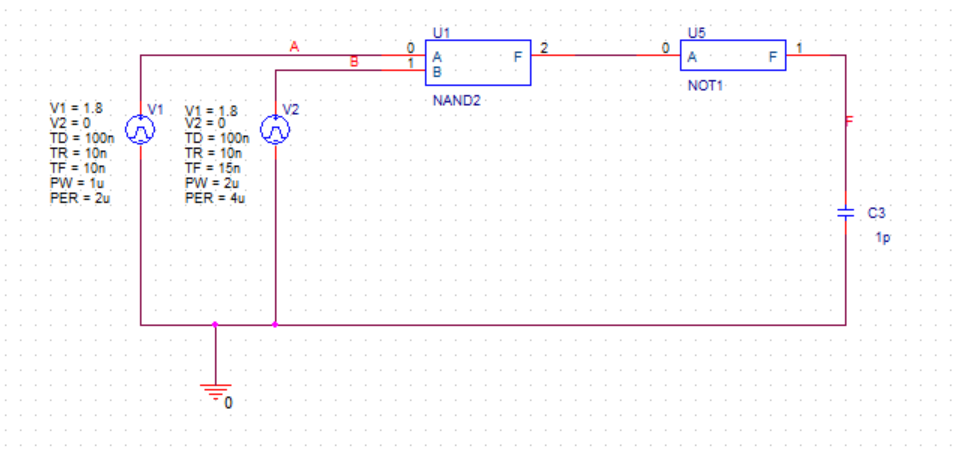 A
B
0
1
U1
A
B
F
2
NAND2
0
U5
A
F
1
NOT1
V1 = 1.8
V2 = 0
TD = 100n
TR = 10n
TF = 10n
PW = 1u
PER = 2u
V1
V1 = 1.8
V2 = 0
TD = 100n
TR = 10n
TF = 15n
PW = 2u
PER = 4u
V2
F
C3
1p
0